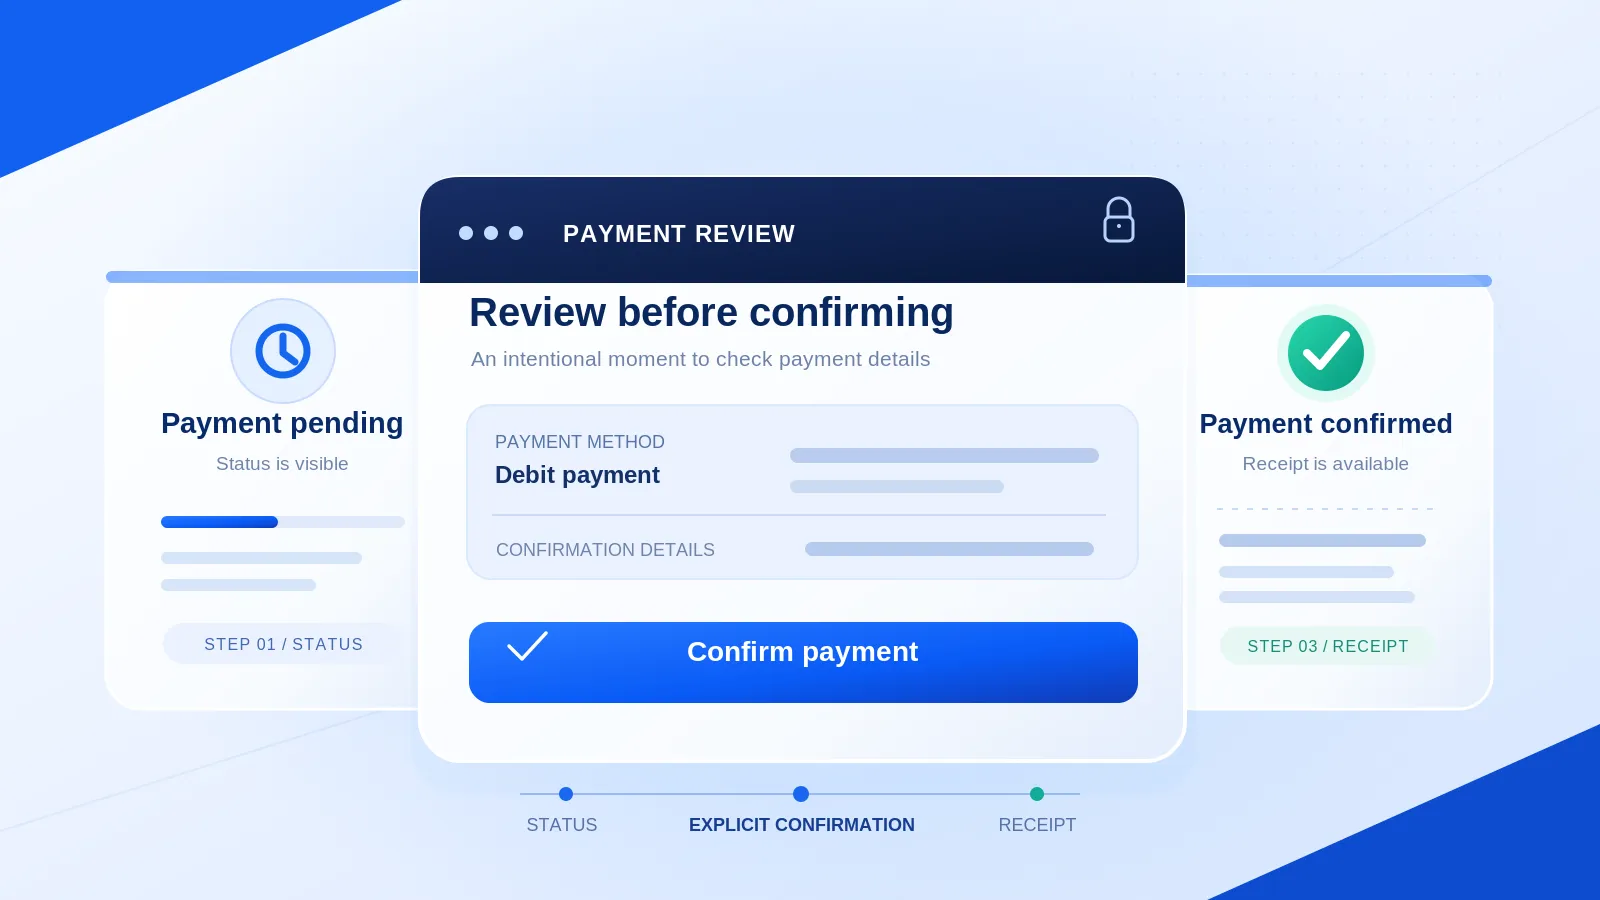 PAYMENT REVIEW
Review before confirming
An intentional moment to check payment details
PAYMENT METHOD
Debit payment
CONFIRMATION DETAILS
Confirm payment
Payment pending
Status is visible
STEP 01 / STATUS
Payment confirmed
Receipt is available
STEP 03 / RECEIPT
STATUS
EXPLICIT CONFIRMATION
RECEIPT